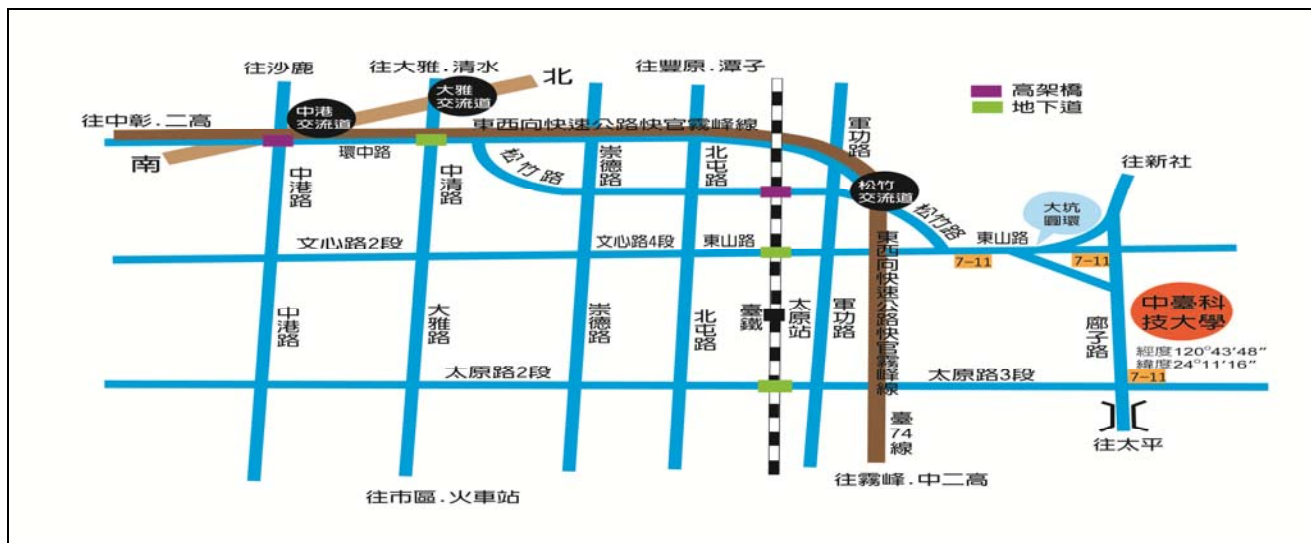 往沙鹿
往大雅.清水
北
往豐原.潭子
大雅
交流道
高架橋
地下道
中港
交流道
往中彰.二高
東西向快速公路快官霧峰線
軍功路
南
環中路
松竹路
崇德路
北屯路
往新社
中港路
中清路
松竹
交流道
松竹路
大坑
圓環
文心路2段
文心路4段
東山路
東山路
7-11
7-11
東西向快速公路快官霧峰線
中港路
大雅路
崇德路
北屯路
臺鐵
太原站
軍功路
廍子路
中臺科
技大學
經度120°43'48"
緯度24°11'16"
太原路2段
太原路3段
7-11
臺74線
往太平
往霧峰.中二高
往市區.火車站